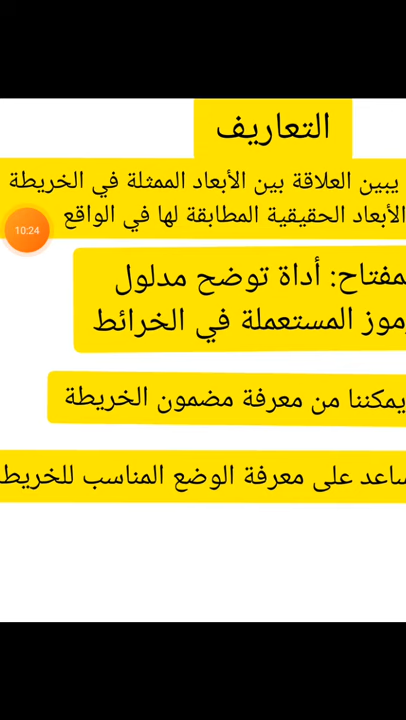 التعاريف
يبين العلاقة بين الأبعاد الممثلة في الخريطة
الأبعاد الحقيقية المطابقة لها في الواقع
10:24
مفتاح: أداة توضح مدلول
رموز المستعملة في الخرائط
يمكننا من معرفة مضمون الخريطة
ساعد على معرفة الوضع المناسب للخريط